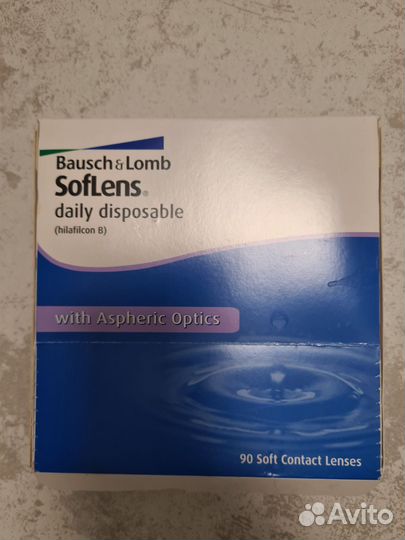 Bausch & Lomb
SofLens®
daily disposable
(hilafilcon B)
with Aspheric Optics
90 Soft Contact Lenses
Avito